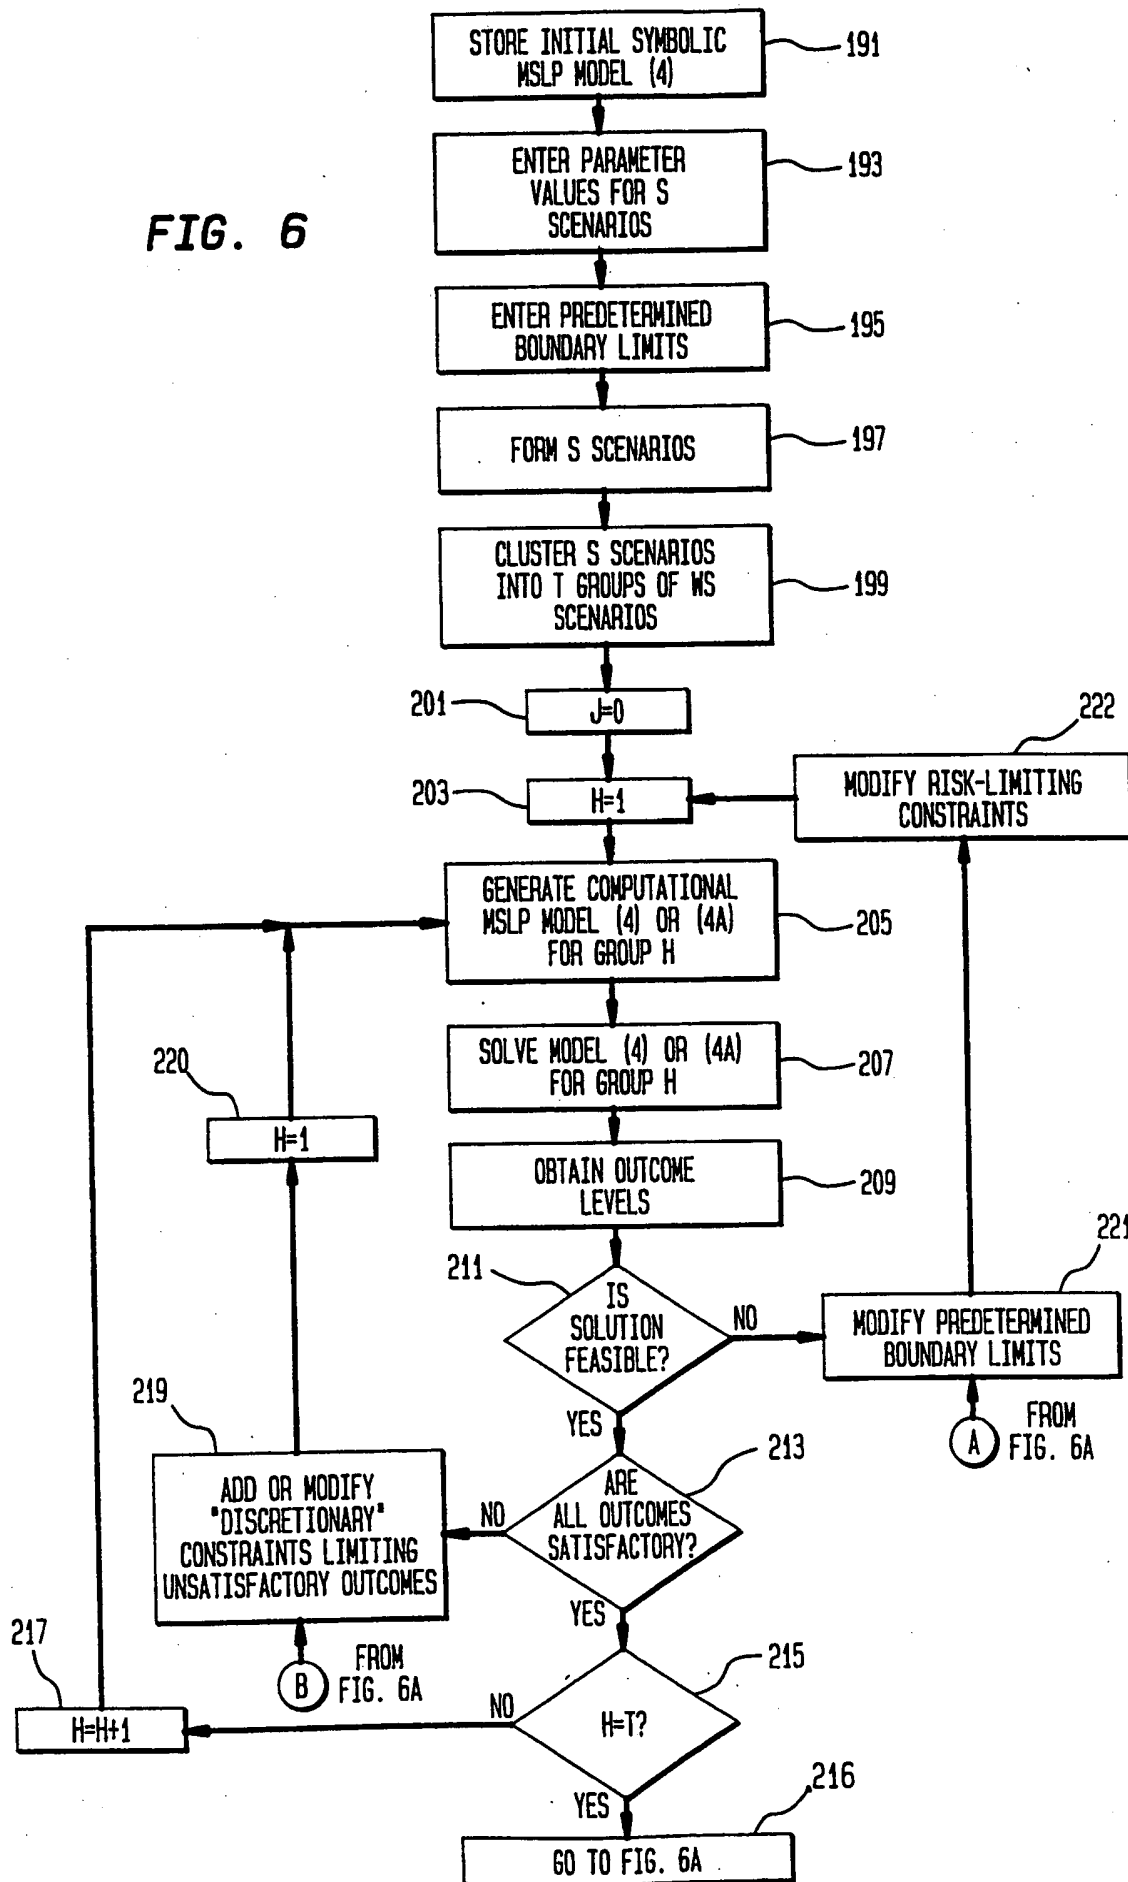 STORE INITIAL SYMBOLIC
MSLP MODEL (4)
191
ENTER PARAMETER
VALUES FOR S
SCENARIOS
193
FIG. 6
ENTER PREDETERMINED
BOUNDARY LIMITS
195
FORM S SCENARIOS
197
CLUSTER S SCENARIOS
INTO T GROUPS OF WS
SCENARIOS
199
201
J=0
222
203
H=1
MODIFY RISK-LIMITING
CONSTRAINTS
GENERATE COMPUTATIONAL
MSLP MODEL (4) OR (4A)
FOR GROUP H
205
SOLVE MODEL (4) OR (4A)
FOR GROUP H
207
220
H=1
OBTAIN OUTCOME
LEVELS
209
221
211
IS
SOLUTION
FEASIBLE?
NO
MODIFY PREDETERMINED
BOUNDARY LIMITS
YES
A
FROM
FIG. 6A
219
213
ADD OR MODIFY
"DISCRETIONARY"
CONSTRAINTS LIMITING
UNSATISFACTORY OUTCOMES
NO
ARE
ALL OUTCOMES
SATISFACTORY?
YES
217
B
FROM
FIG. 6A
215
H=H+1
NO
H=T?
YES
216
GO TO FIG. 6A